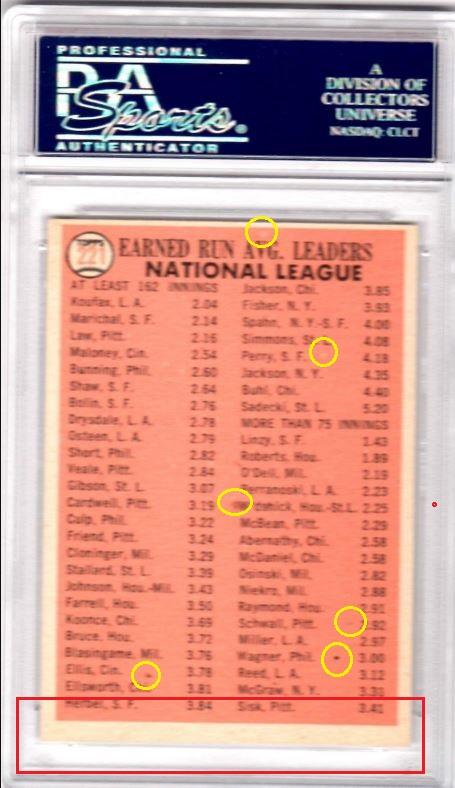 PROFESSIONAL
PSA
Sports®
AUTHENTICATOR
A
DIVISION OF
COLLECTORS
UNIVERSE
NASDAQ: CLCT
TOPPS
221
EARNED RUN AVG. LEADERS
NATIONAL LEAGUE
AT LEAST 162 INNINGS
Koufax, L. A. 2.04
Marichal, S. F. 2.14
Law, Pitt. 2.16
Maloney, Cin. 2.54
Bunning, Phil. 2.60
Shaw, S. F. 2.64
Bolin, S. F. 2.76
Drysdale, L. A. 2.78
Osteen, L. A. 2.79
Short, Phil. 2.82
Veale, Pitt. 2.84
Gibson, St. L. 3.07
Cardwell, Pitt. 3.19
Culp, Phil. 3.22
Friend, Pitt. 3.24
Cloninger, Mil. 3.29
Stallard, St. L. 3.39
Johnson, Hou.-Mil. 3.43
Farrell, Hou. 3.50
Koonce, Chi. 3.69
Bruce, Hou. 3.72
Blasingame, Mil. 3.76
Ellis, Cin. 3.78
Ellsworth, 3.81
Herbel, S. F. 3.84
Jackson, Chi. 3.85
Fisher, N. Y. 3.93
Spahn, N. Y.-S. F. 4.00
Simmons, St. L. 4.08
Perry, S. F. 4.18
Jackson, N. Y. 4.35
Buhl, Chi. 4.40
Sadecki, St. L. 5.20
MORE THAN 75 INNINGS
Linzy, S. F. 1.43
Roberts, Hou. 1.89
O'Dell, Mil. 2.19
Perranoski, L. A. 2.23
Hou.-St.L. 2.25
McBean, Pitt. 2.29
Abernathy, Chi. 2.58
McDaniel, Chi. 2.58
Osinski, Mil. 2.82
Niekro, Mil. 2.88
Raymond, Hou. 2.91
Schwall, Pitt. 2.92
Miller, L. A. 2.97
Wagner, Phil. 3.00
Reed, L. A. 3.12
McGraw, N. Y. 3.31
Sisk, Pitt. 3.41